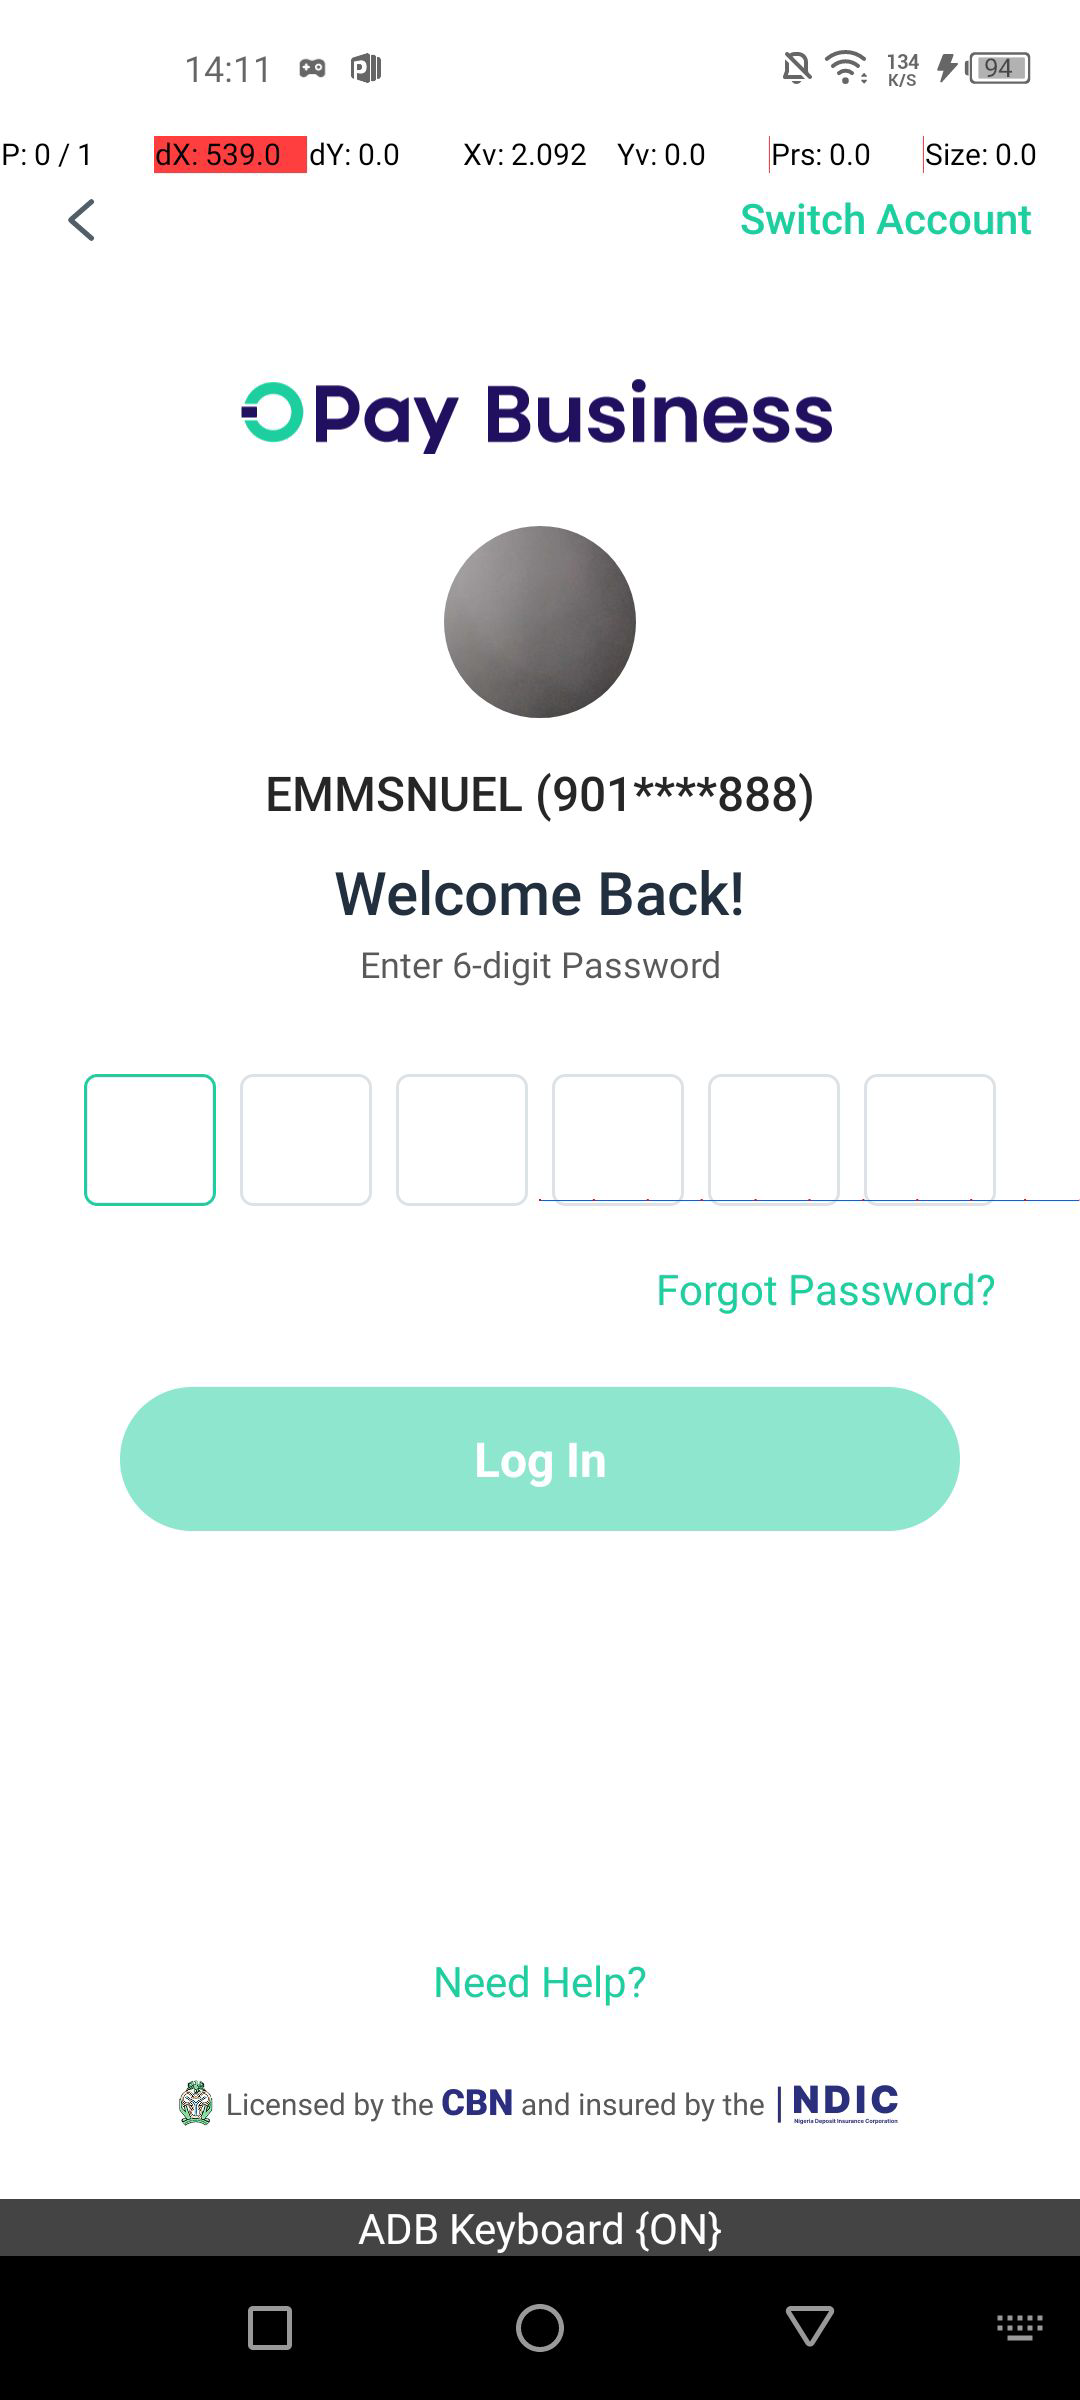 14:11 134 K/S 94
P: 0 / 1 dX: 539.0 dY: 0.0 Xv: 2.092 Yv: 0.0 Prs: 0.0 Size: 0.0
Switch Account
OPay Business
EMMSNUEL (901****888)
Welcome Back!
Enter 6-digit Password
Forgot Password?
Log In
Need Help?
Licensed by the CBN and insured by the NDIC
Nigeria Deposit Insurance Corporation
ADB Keyboard {ON}